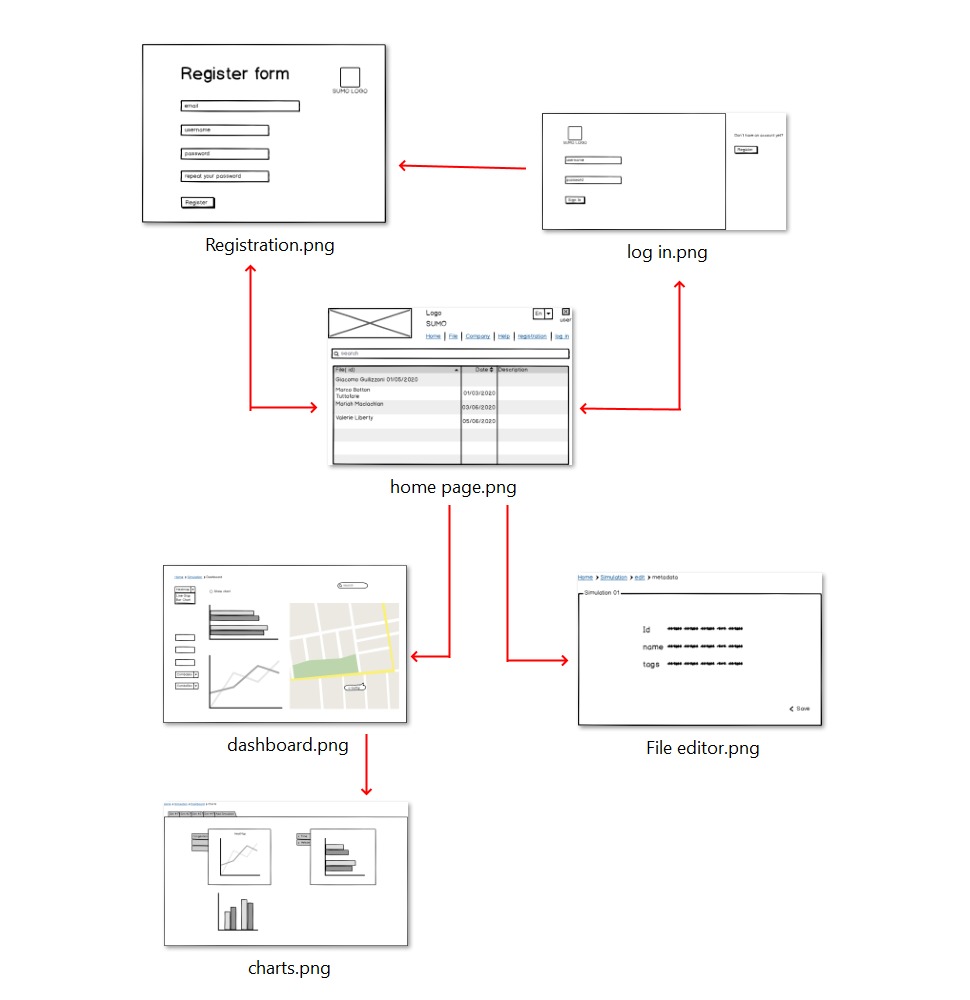 Register form
SUMO LOGO
email
username
password
repeat your password
Register
Registration.png
SUMO LOGO
username
password
Sign in
Don't have an account yet?
Register
log in.png
Logo
SUMO
En
user
Home File Company Help registration log in
search
File( id) Date Description
Giacomo Guilizzoni 01/05/2020
Marco Botton
Tuttofare
01/03/2020
Mariah Maclachlan
03/06/2020
Valerie Liberty
05/06/2020
home page.png
Home Simulation Dashboard
search
Show chart
Bar Chart
dashboard.png
Home > Simulation > edit > metadata
Simulation 01
Id
name
tags
< Save
File editor.png
charts.png